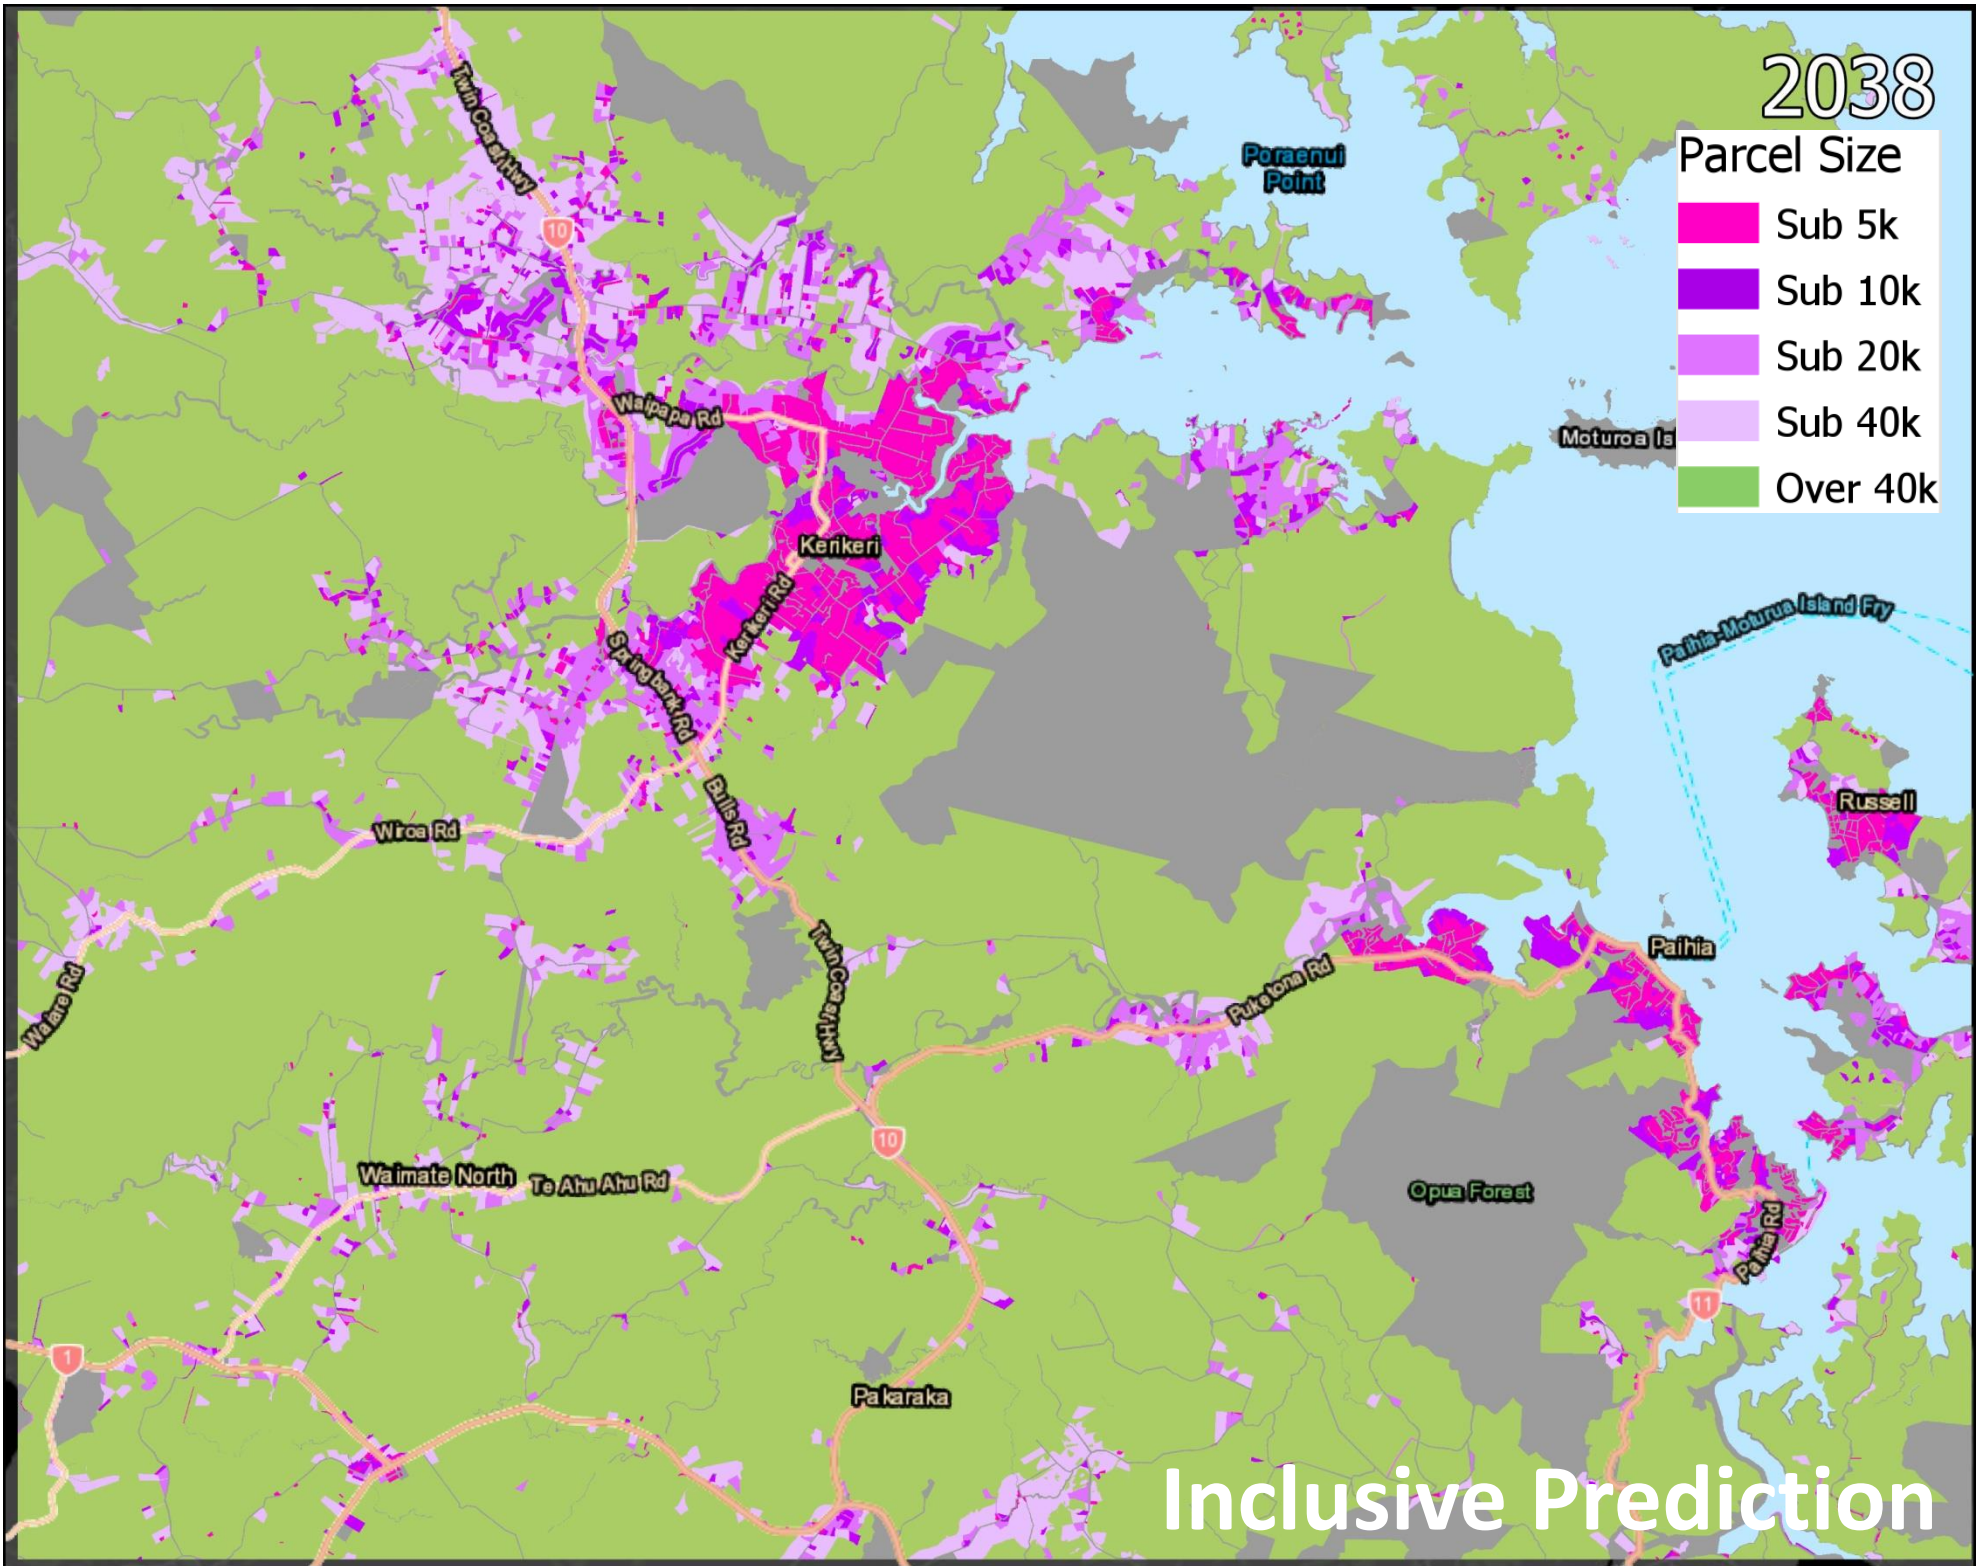 2038
Parcel Size
Sub 5k
Sub 10k
Sub 20k
Sub 40k
Over 40k
Twin Coast Hwy
10
Poraenui
Point
Waipapa Rd
Moturoa Is
Kerikeri
Kerikeri Rd
Springbank Rd
Paihia-Moturua Island Fry
Bulls Rd
Russell
Wiroa Rd
Waiare Rd
Twin Coast Hwy
Puketona Rd
Paihia
10
Waimate North
Te Ahu Ahu Rd
Opua Forest
Paihia Rd
11
1
Pakaraka
Inclusive Prediction